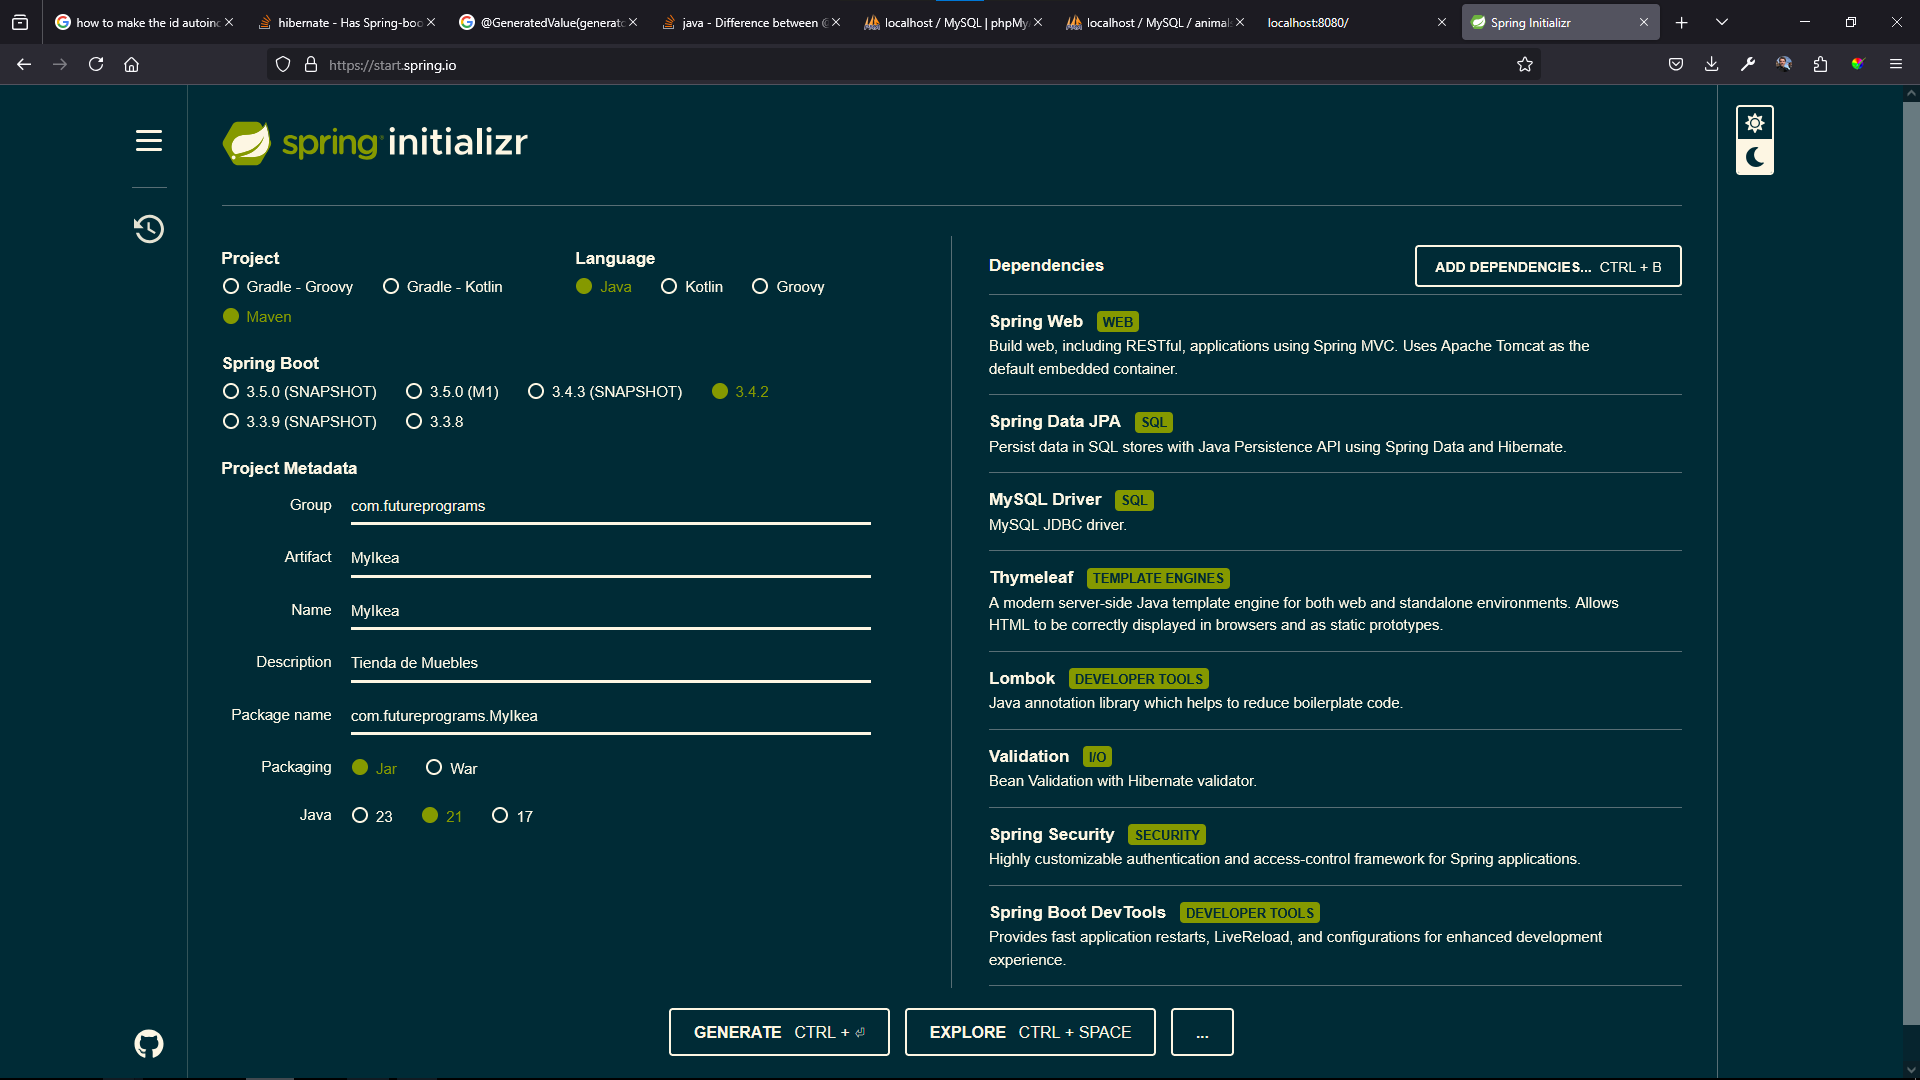 how to make the id autoinc
hibernate - Has Spring-boo
@GeneratedValue(generato
java - Difference between @
localhost / MySQL | phpMy
localhost / MySQL / animal
localhost:8080/
Spring Initializr
https://start.spring.io
spring initializr
Project
Gradle - Groovy
Gradle - Kotlin
Maven
Language
Java
Kotlin
Groovy
Spring Boot
3.5.0 (SNAPSHOT)
3.5.0 (M1)
3.4.3 (SNAPSHOT)
3.4.2
3.3.9 (SNAPSHOT)
3.3.8
Project Metadata
Group
com.futureprograms
Artifact
MyIkea
Name
MyIkea
Description
Tienda de Muebles
Package name
com.futureprograms.MyIkea
Packaging
Jar
War
Java
23
21
17
Dependencies
ADD DEPENDENCIES... CTRL + B
Spring Web WEB
Build web, including RESTful, applications using Spring MVC. Uses Apache Tomcat as the
default embedded container.
Spring Data JPA SQL
Persist data in SQL stores with Java Persistence API using Spring Data and Hibernate.
MySQL Driver SQL
MySQL JDBC driver.
Thymeleaf TEMPLATE ENGINES
A modern server-side Java template engine for both web and standalone environments. Allows
HTML to be correctly displayed in browsers and as static prototypes.
Lombok DEVELOPER TOOLS
Java annotation library which helps to reduce boilerplate code.
Validation I/O
Bean Validation with Hibernate validator.
Spring Security SECURITY
Highly customizable authentication and access-control framework for Spring applications.
Spring Boot DevTools DEVELOPER TOOLS
Provides fast application restarts, LiveReload, and configurations for enhanced development
experience.
GENERATE CTRL + ⏎
EXPLORE CTRL + SPACE
...